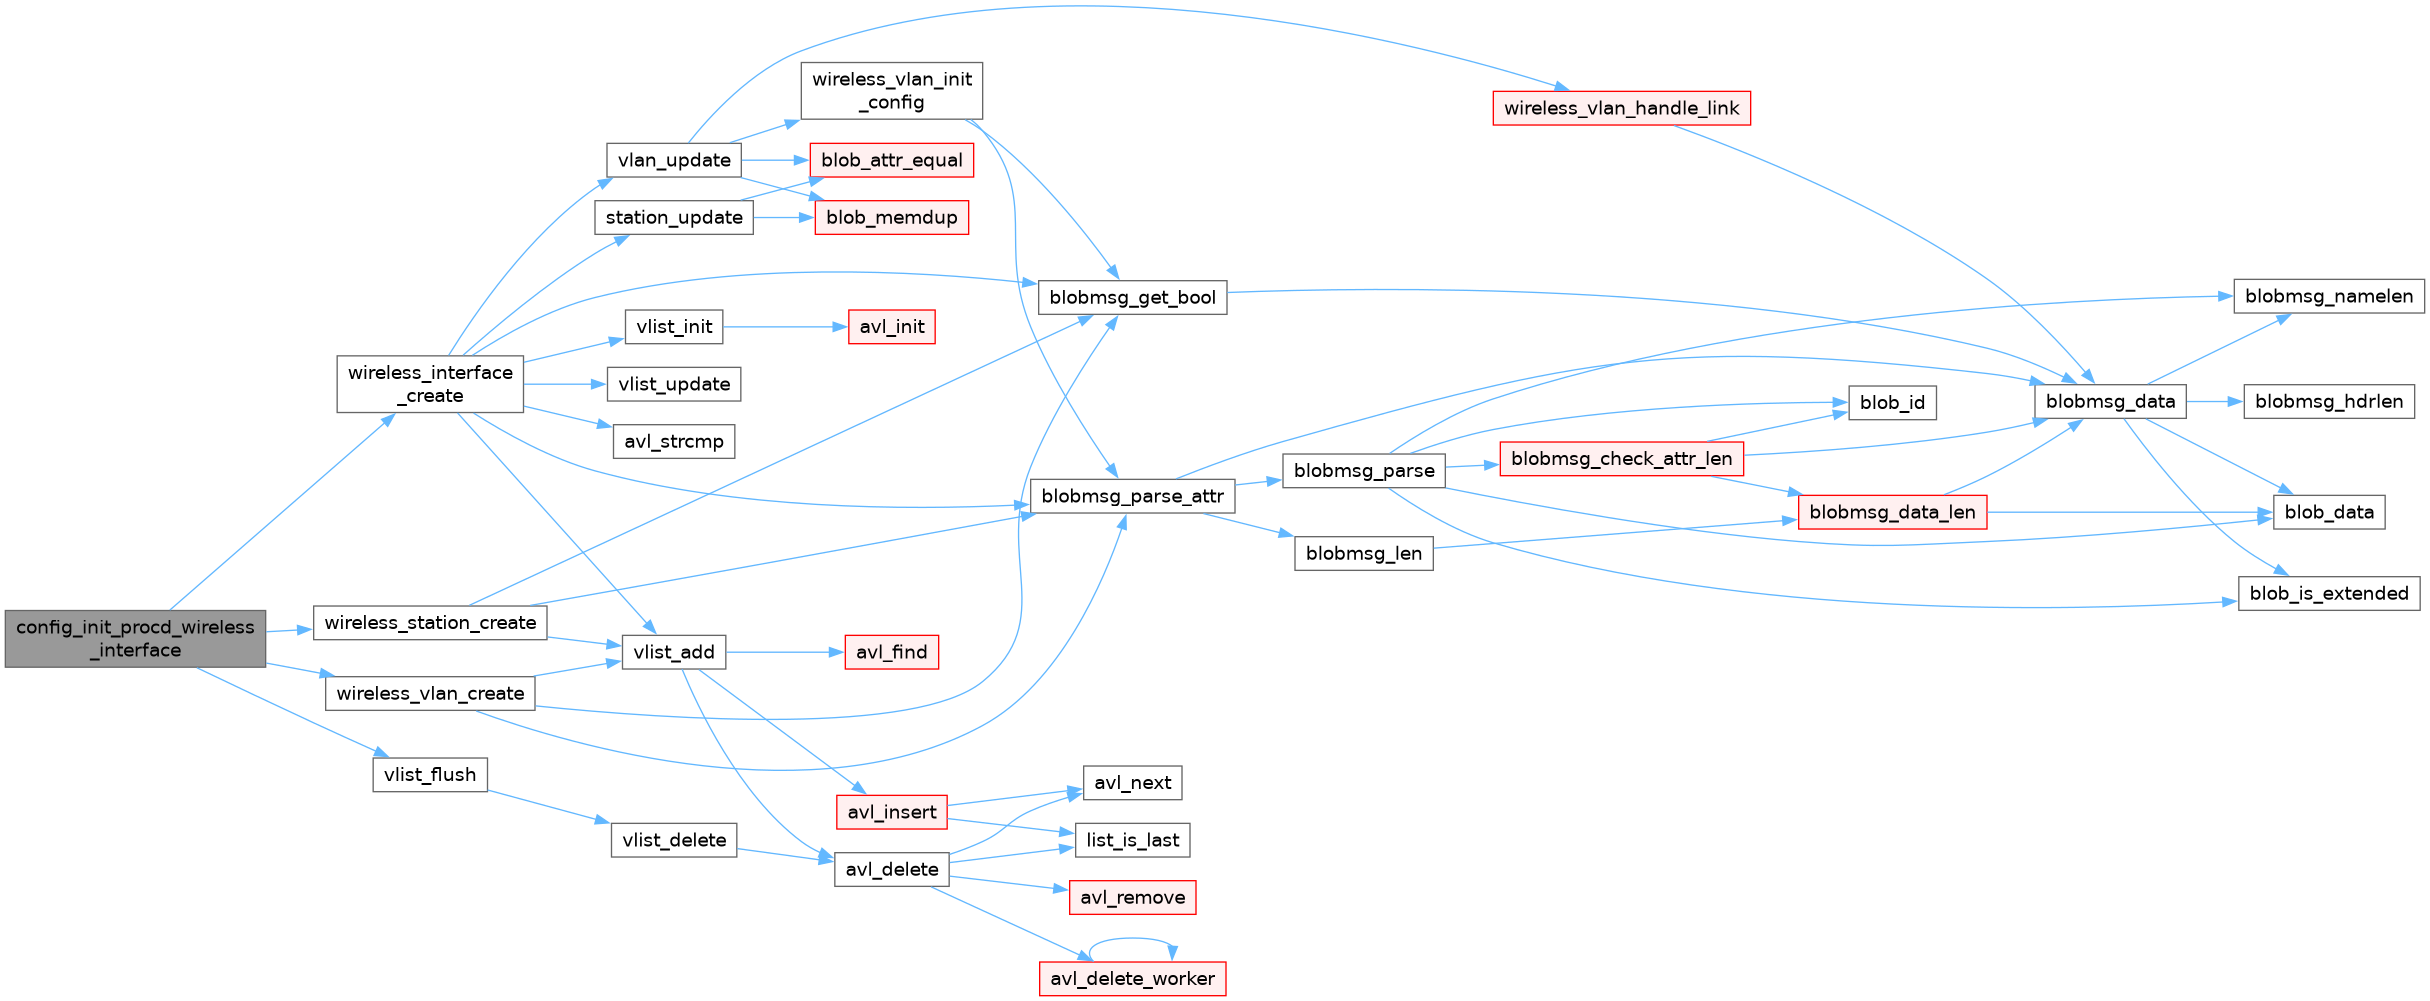 config_init_procd_wireless
_interface
wireless_interface
_create
wireless_station_create
wireless_vlan_create
vlist_flush
vlan_update
station_update
vlist_init
vlist_update
avl_strcmp
vlist_add
vlist_delete
wireless_vlan_init
_config
blob_attr_equal
blob_memdup
avl_init
avl_find
avl_insert
avl_delete
blobmsg_get_bool
blobmsg_parse_attr
avl_next
list_is_last
avl_remove
avl_delete_worker
blobmsg_parse
blobmsg_len
wireless_vlan_handle_link
blobmsg_check_attr_len
blob_id
blobmsg_data_len
blobmsg_data
blobmsg_namelen
blobmsg_hdrlen
blob_data
blob_is_extended